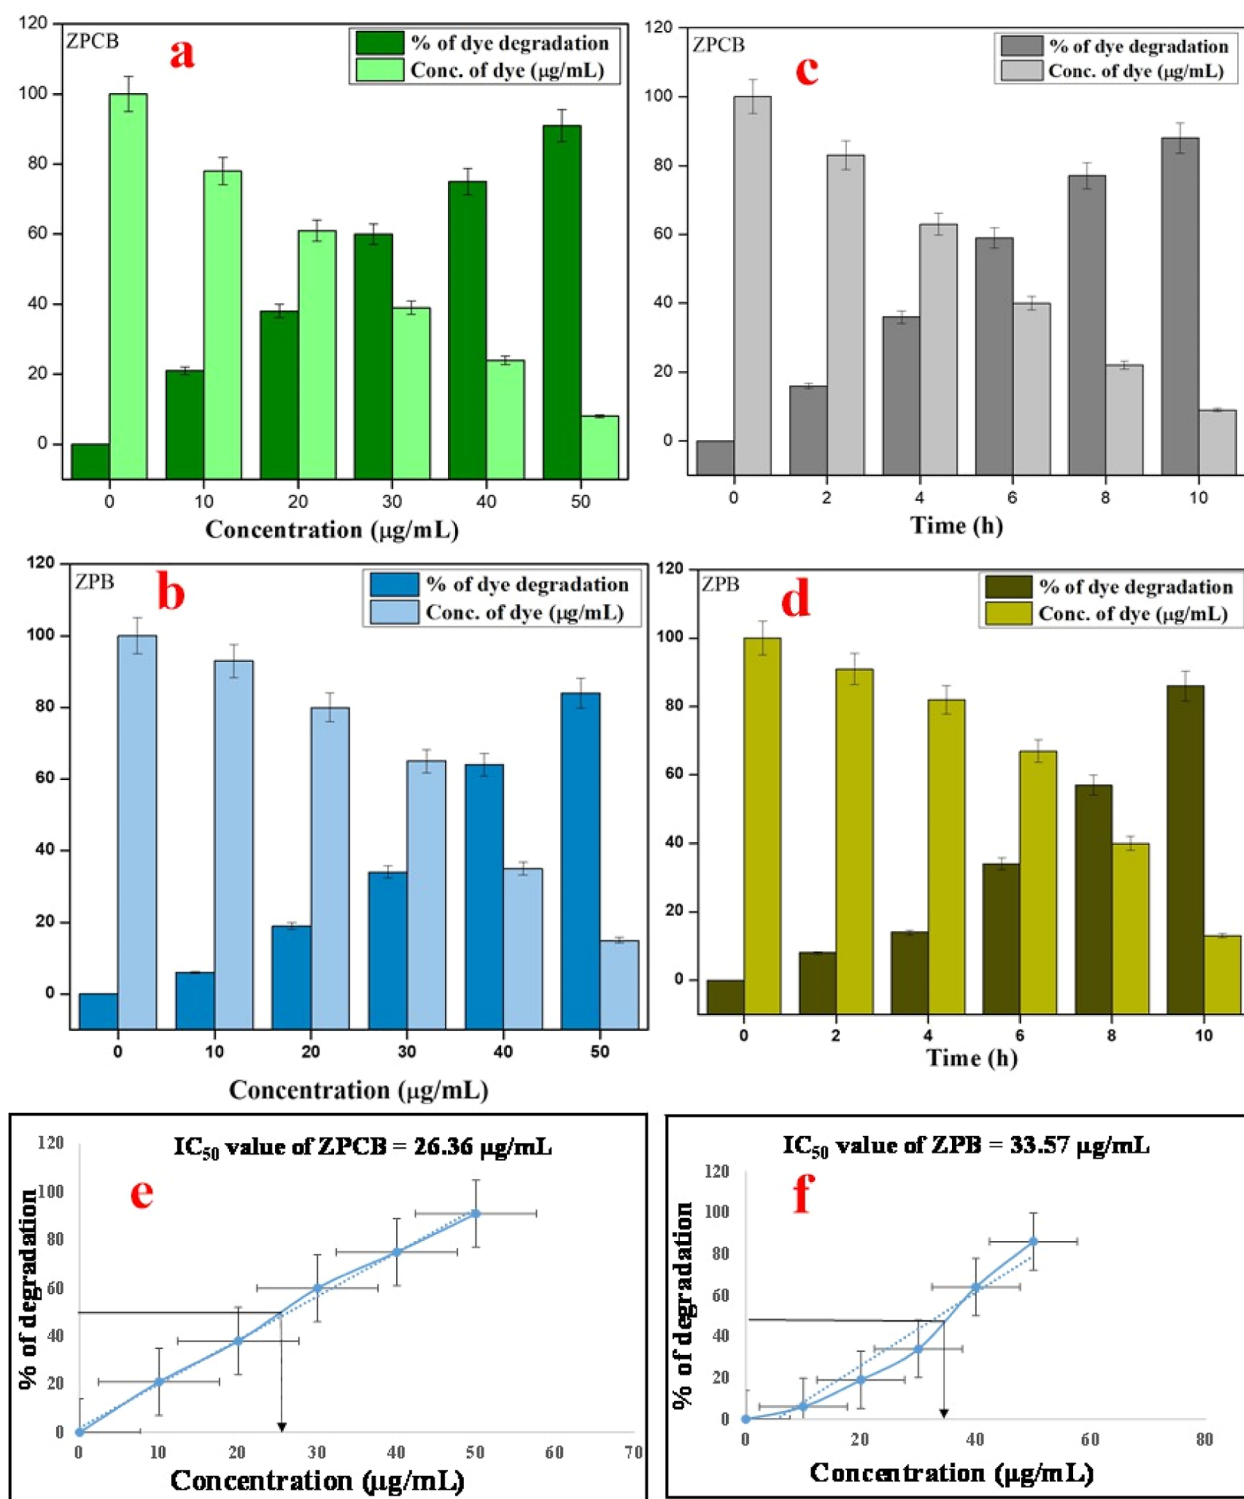 ZPCB
a
% of dye degradation
Conc. of dye (μg/mL)
120
100
80
60
40
20
0
0 10 20 30 40 50
Concentration (μg/mL)
ZPCB
c
% of dye degradation
Conc. of dye (μg/mL)
120
100
80
60
40
20
0
0 2 4 6 8 10
Time (h)
ZPB
b
% of dye degradation
Conc. of dye (μg/mL)
120
100
80
60
40
20
0
0 10 20 30 40 50
Concentration (μg/mL)
ZPB
d
% of dye degradation
Conc. of dye (μg/mL)
120
100
80
60
40
20
0
0 2 4 6 8 10
Time (h)
IC50 value of ZPCB = 26.36 μg/mL
e
% of degradation
120
100
80
60
40
20
0
0 10 20 30 40 50 60 70
Concentration (μg/mL)
IC50 value of ZPB = 33.57 μg/mL
f
% of degradation
120
100
80
60
40
20
0
0 20 40 60 80
Concentration (μg/mL)